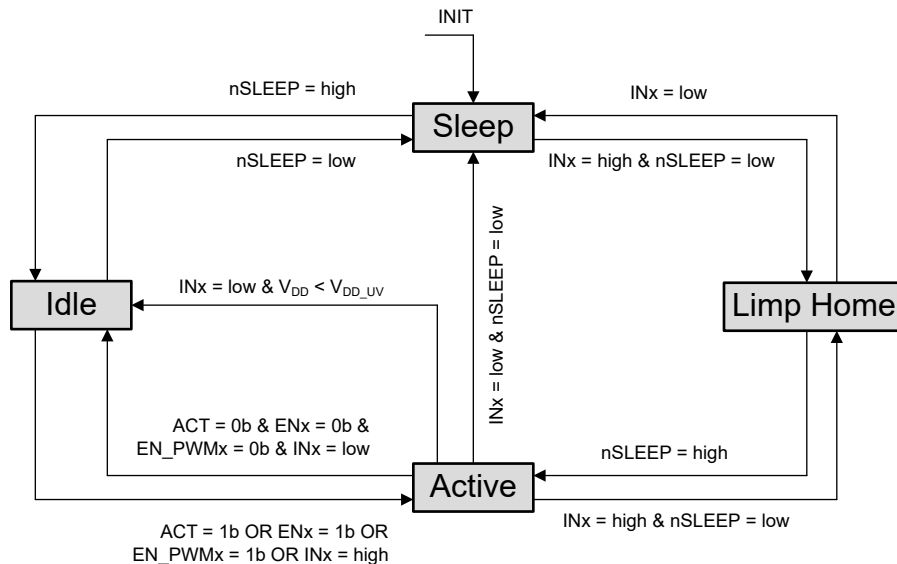 INIT
nSLEEP = high
INx = low
Sleep
nSLEEP = low
INx = high & nSLEEP = low
INx = low & V_DD < V_DD_UV
INx = low & nSLEEP = low
Idle
Limp Home
ACT = 0b & ENx = 0b &
EN_PWMx = 0b & INx = low
nSLEEP = high
Active
INx = high & nSLEEP = low
ACT = 1b OR ENx = 1b OR
EN_PWMx = 1b OR INx = high